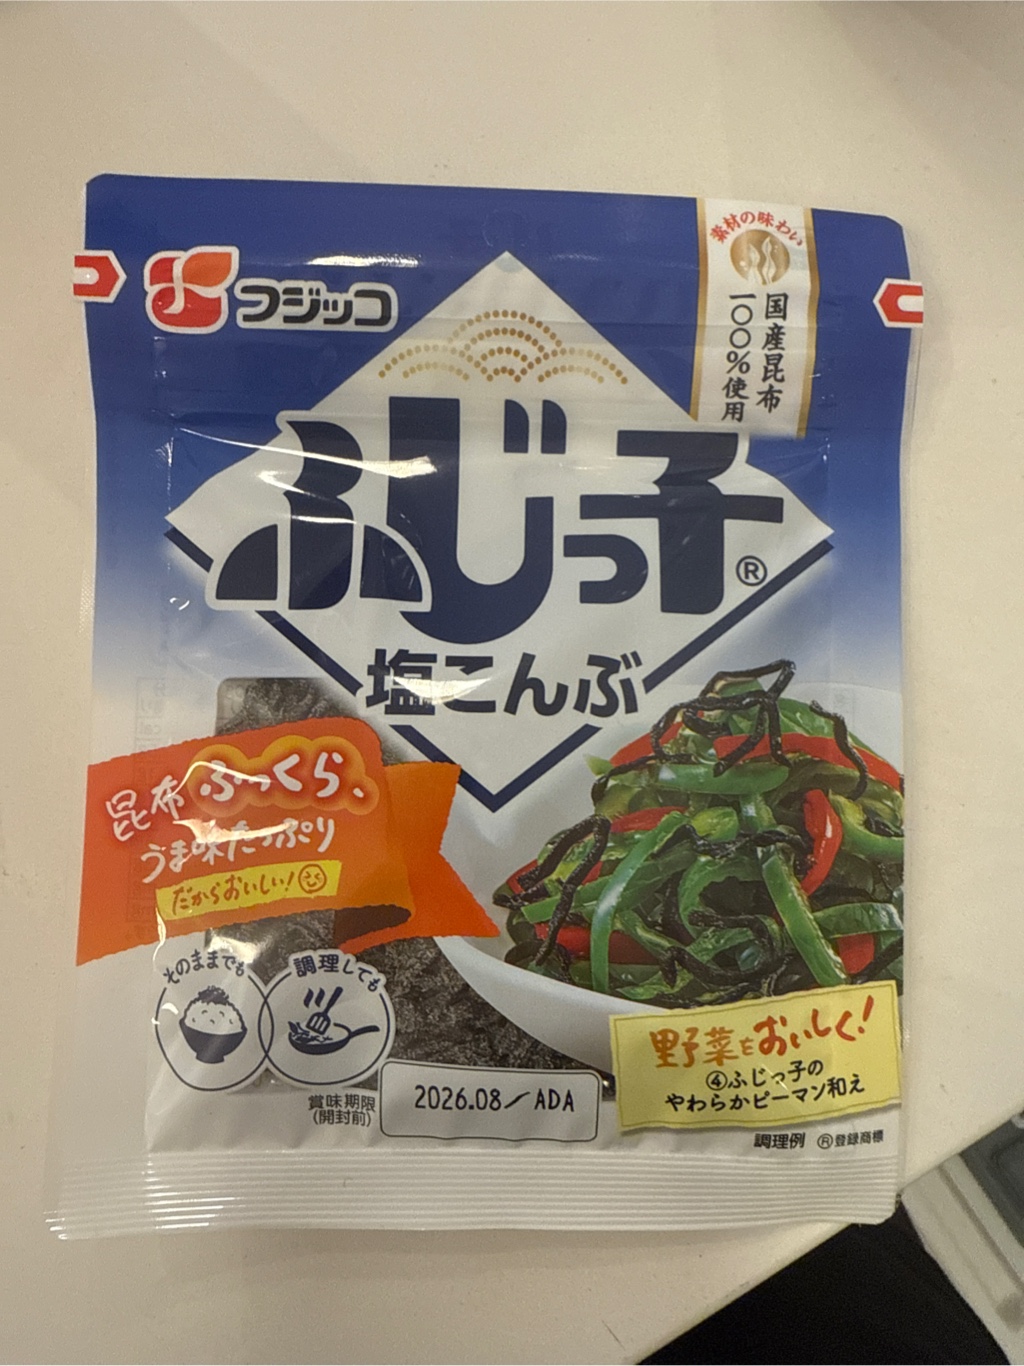 フジッコ
素材の味わい
国産昆布
一〇〇％使用
ふじっ子®
塩こんぶ
昆布ふっくら、
うま味たっぷり
だからおいしい!
そのままでも
調理しても
賞味期限
(開封前)
2026.08/ADA
野菜をおいしく!
④ふじっ子の
やわらかピーマン和え
調理例 Ⓡ登録商標